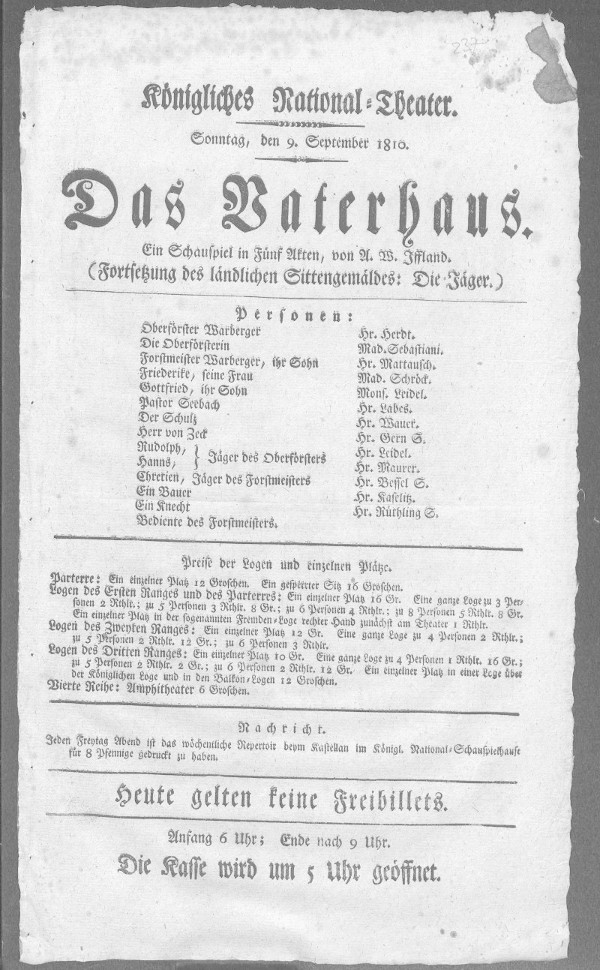 237
Königliches National-Theater.
Sonntag, den 9. September 1810.
Das Vaterhaus.
Ein Schauspiel in Fünf Akten, von A. W. Iffland.
(Fortsetzung des ländlichen Sittengemäldes: Die Jäger.)
Personen:
Oberförster Warberger Hr. Herdt.
Die Oberförsterin Mad. Sebastiani.
Forstmeister Warberger, ihr Sohn Hr. Mattausch.
Friederike, seine Frau Mad. Schröck.
Gottfried, ihr Sohn Mons. Leidel.
Pastor Seebach Hr. Labes.
Der Schulz Hr. Wauer.
Herr von Zeck Hr. Gern S.
Rudolph, } Jäger des Oberförsters Hr. Leidel.
Hanns, Hr. Maurer.
Chretien, Jäger des Forstmeisters Hr. Bessel S.
Ein Bauer Hr. Kaselitz.
Ein Knecht Hr. Rüthling S.
Bediente des Forstmeisters.
Preise der Logen und einzelnen Plätze.
Parterre: Ein einzelner Platz 12 Groschen. Ein gesperrter Sitz 16 Groschen.
Logen des Ersten Ranges und des Parterres: Ein einzelner Platz 16 Gr. Eine ganze Loge zu 3 Per-
sonen 2 Rthlr.; zu 5 Personen 3 Rthlr. 8 Gr.; zu 6 Personen 4 Rthlr.; zu 8 Personen 5 Rthlr. 8 Gr.
Ein einzelner Platz in der sogenannten Fremden-Loge rechter Hand zunächst am Theater 1 Rthlr.
Logen des Zweyten Ranges: Ein einzelner Platz 12 Gr. Eine ganze Loge zu 4 Personen 2 Rthlr.;
zu 5 Personen 2 Rthlr. 12 Gr.; zu 6 Personen 3 Rthlr.
Logen des Dritten Ranges: Ein einzelner Platz 10 Gr. Eine ganze Loge zu 4 Personen 1 Rthlr. 16 Gr.;
zu 5 Personen 2 Rthlr. 2 Gr.; zu 6 Personen 2 Rthlr. 12 Gr. Ein einzelner Platz in einer Loge über
der Königlichen Loge und in den Balkon-Logen 12 Groschen.
Vierte Reihe: Amphitheater 6 Groschen.
Nachricht.
Jeden Freytag Abend ist das wöchentliche Repertoir beym Kastellan im Königl. National-Schauspielhause
für 8 Pfennige gedruckt zu haben.
Heute gelten keine Freibillets.
Anfang 6 Uhr; Ende nach 9 Uhr.
Die Kasse wird um 5 Uhr geöffnet.